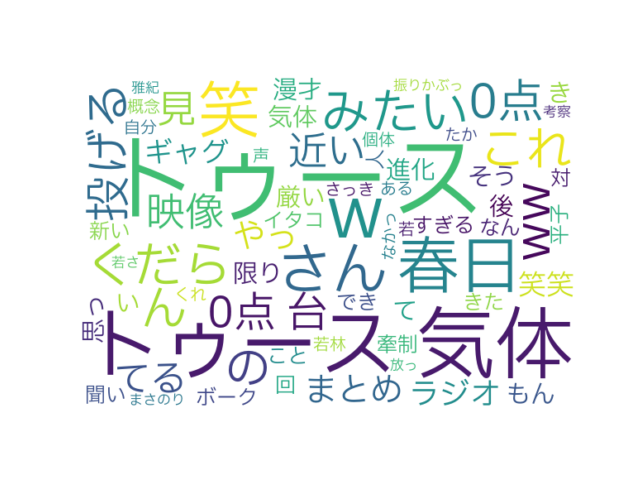 雅紀
概念
自分
見
笑
漫才
気体
振りかぶっ
みたい
0点
き
考察
投げる
ギャグ
声
近い
個体
人
進化
たか
これ
トゥース
映像
厳い
イタコ
さっき
ある
そう
後
対
平子
新い
やっ
w
なかっ
若
すぎる
なん
ww
くだら
若さ
い
くれ
ん
限り
さん
春日
笑笑
思っ
0点
台
でき
て
きた
トゥース
気体
てる
の
こと
若林
牽制
放っ
聞い
まさのり
ボーク
回
まとめ
ラジオ
もん